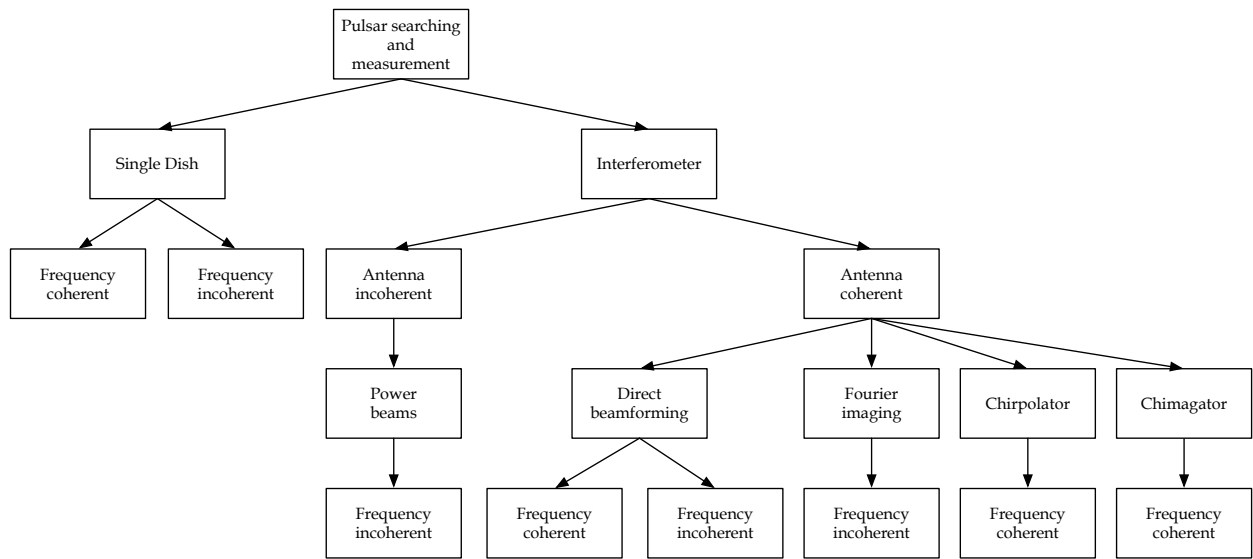 Pulsar searching
and
measurement
Single Dish
Interferometer
Frequency
coherent
Frequency
incoherent
Antenna
incoherent
Antenna
coherent
Power
beams
Direct
beamforming
Fourier
imaging
Chirpolator
Chimagator
Frequency
incoherent
Frequency
coherent
Frequency
incoherent
Frequency
incoherent
Frequency
coherent
Frequency
coherent